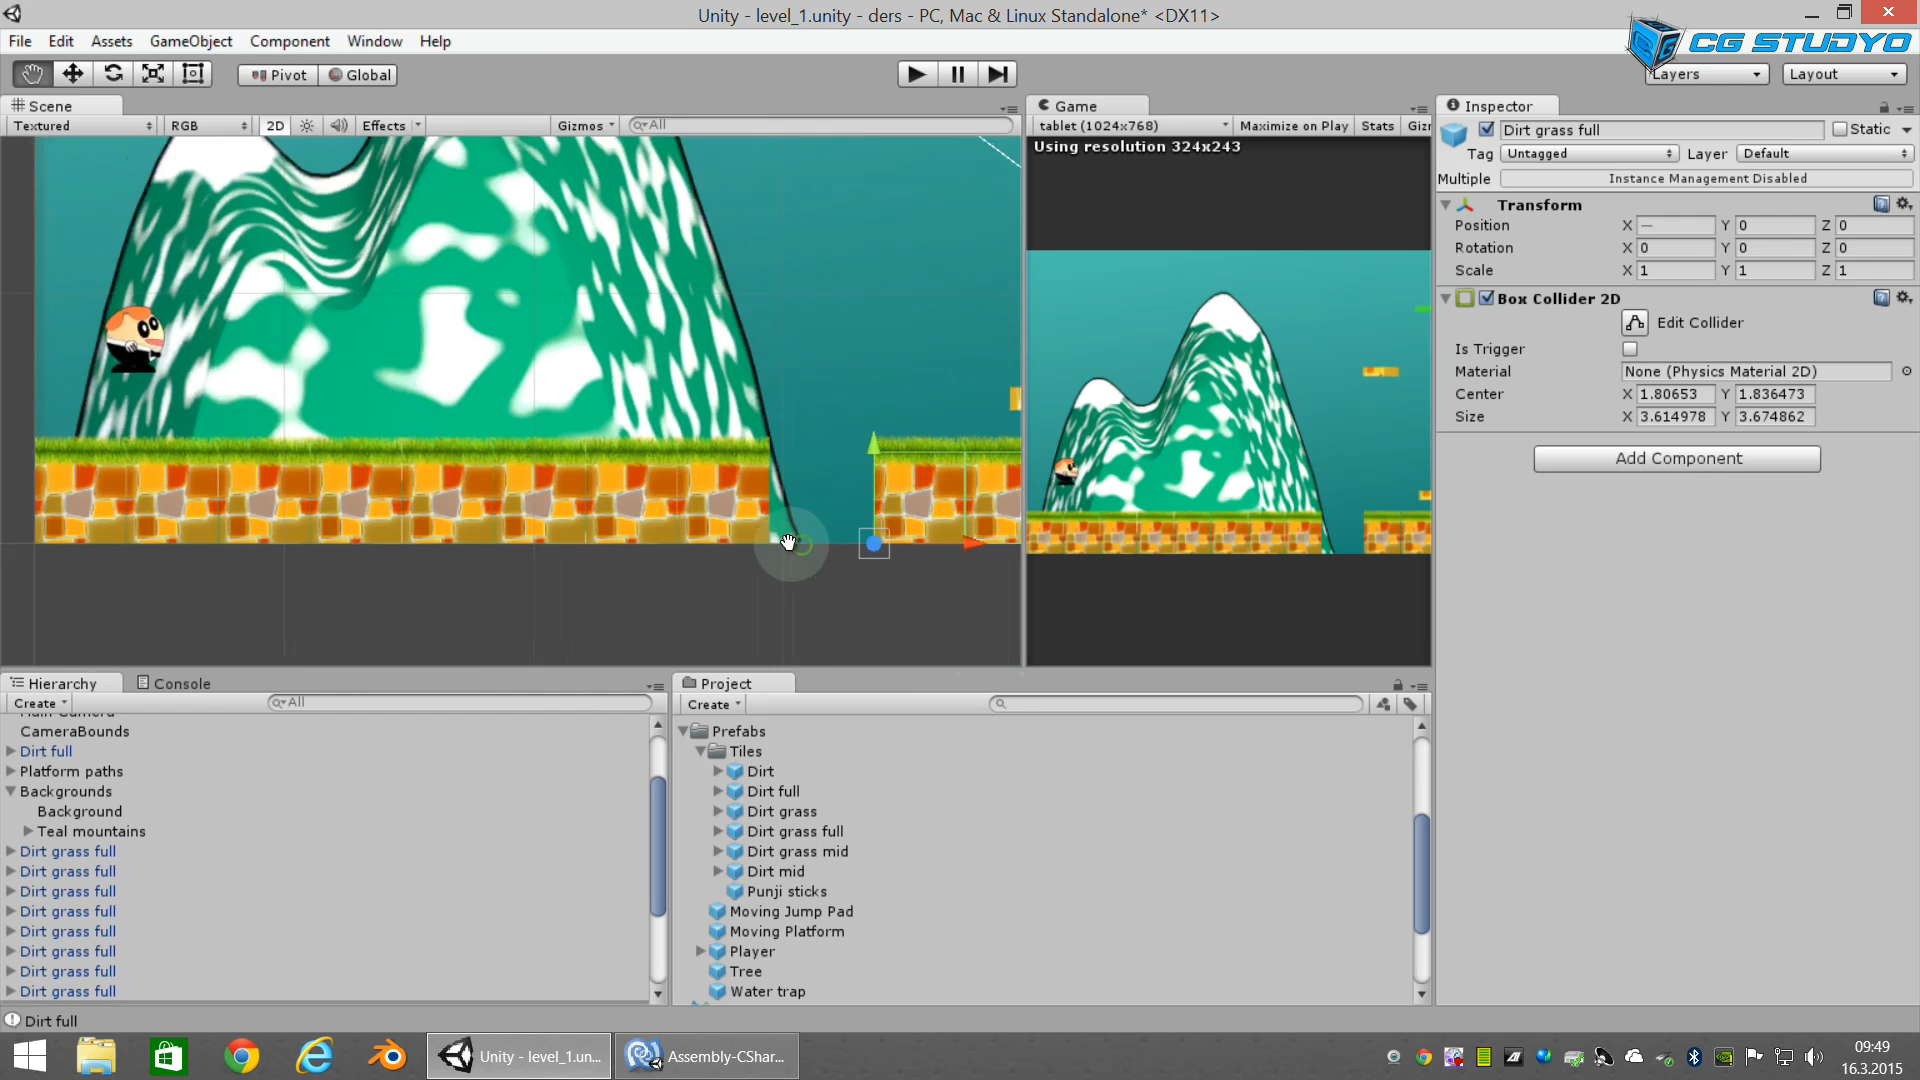 Unity - level_1.unity - ders - PC, Mac & Linux Standalone* <DX11>
File Edit Assets GameObject Component Window Help
CG STUDYO
Pivot Global
Layers Layout
Scene
Textured RGB 2D Effects Gizmos All
Game
tablet (1024x768) Maximize on Play Stats Giz
Using resolution 324x243
Inspector
Dirt grass full Static
Tag Untagged Layer Default
Multiple Instance Management Disabled
Transform
Position X — Y 0 Z 0
Rotation X 0 Y 0 Z 0
Scale X 1 Y 1 Z 1
Box Collider 2D
Edit Collider
Is Trigger
Material None (Physics Material 2D)
Center X 1.80653 Y 1.836473
Size X 3.614978 Y 3.674862
Add Component
Hierarchy Console
Create All
Main Camera
CameraBounds
Dirt full
Platform paths
Backgrounds
Background
Teal mountains
Dirt grass full
Dirt grass full
Dirt grass full
Dirt grass full
Dirt grass full
Dirt grass full
Dirt grass full
Dirt grass full
Project
Create
Prefabs
Tiles
Dirt
Dirt full
Dirt grass
Dirt grass full
Dirt grass mid
Dirt mid
Punji sticks
Moving Jump Pad
Moving Platform
Player
Tree
Water trap
Dirt full
Unity - level_1.un...
Assembly-CShar...
09:49
16.3.2015